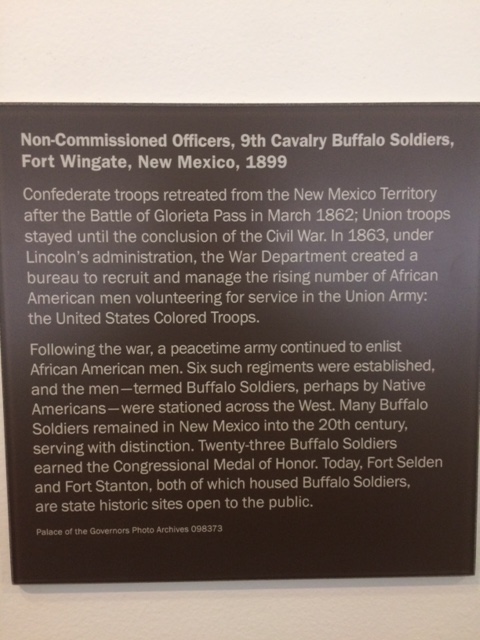 Non-Commissioned Officers, 9th Cavalry Buffalo Soldiers,
Fort Wingate, New Mexico, 1899
Confederate troops retreated from the New Mexico Territory
after the Battle of Glorieta Pass in March 1862; Union troops
stayed until the conclusion of the Civil War. In 1863, under
Lincoln's administration, the War Department created a
bureau to recruit and manage the rising number of African
American men volunteering for service in the Union Army:
the United States Colored Troops.
Following the war, a peacetime army continued to enlist
African American men. Six such regiments were established,
and the men—termed Buffalo Soldiers, perhaps by Native
Americans—were stationed across the West. Many Buffalo
Soldiers remained in New Mexico into the 20th century,
serving with distinction. Twenty-three Buffalo Soldiers
earned the Congressional Medal of Honor. Today, Fort Selden
and Fort Stanton, both of which housed Buffalo Soldiers,
are state historic sites open to the public.
Palace of the Governors Photo Archives 098373